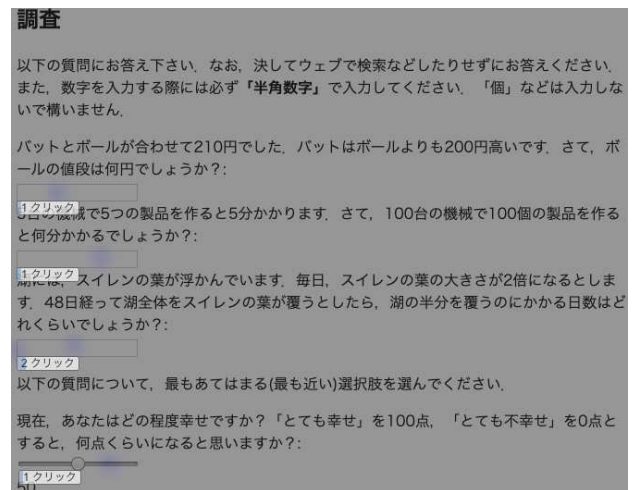 調査
以下の質問にお答え下さい．なお，決してウェブで検索などしたりせずにお答えください．
また，数字を入力する際には必ず「半角数字」で入力してください．「個」などは入力しな
いで構いません．
バットとボールが合わせて210円でした．バットはボールよりも200円高いです．さて，ボ
ールの値段は何円でしょうか？:
1 クリック
5台の機械で5つの製品を作ると5分かかります．さて，100台の機械で100個の製品を作る
と何分かかるでしょうか？:
1 クリック
湖には，スイレンの葉が浮かんでいます．毎日，スイレンの葉の大きさが2倍になるとしま
す．48日経って湖全体をスイレンの葉が覆うとしたら，湖の半分を覆うのにかかる日数はど
れくらいでしょうか？:
2 クリック
以下の質問について，最もあてはまる(最も近い)選択肢を選んでください．
現在，あなたはどの程度幸せですか？「とても幸せ」を100点，「とても不幸せ」を0点と
すると，何点くらいになると思いますか？:
1 クリック
50